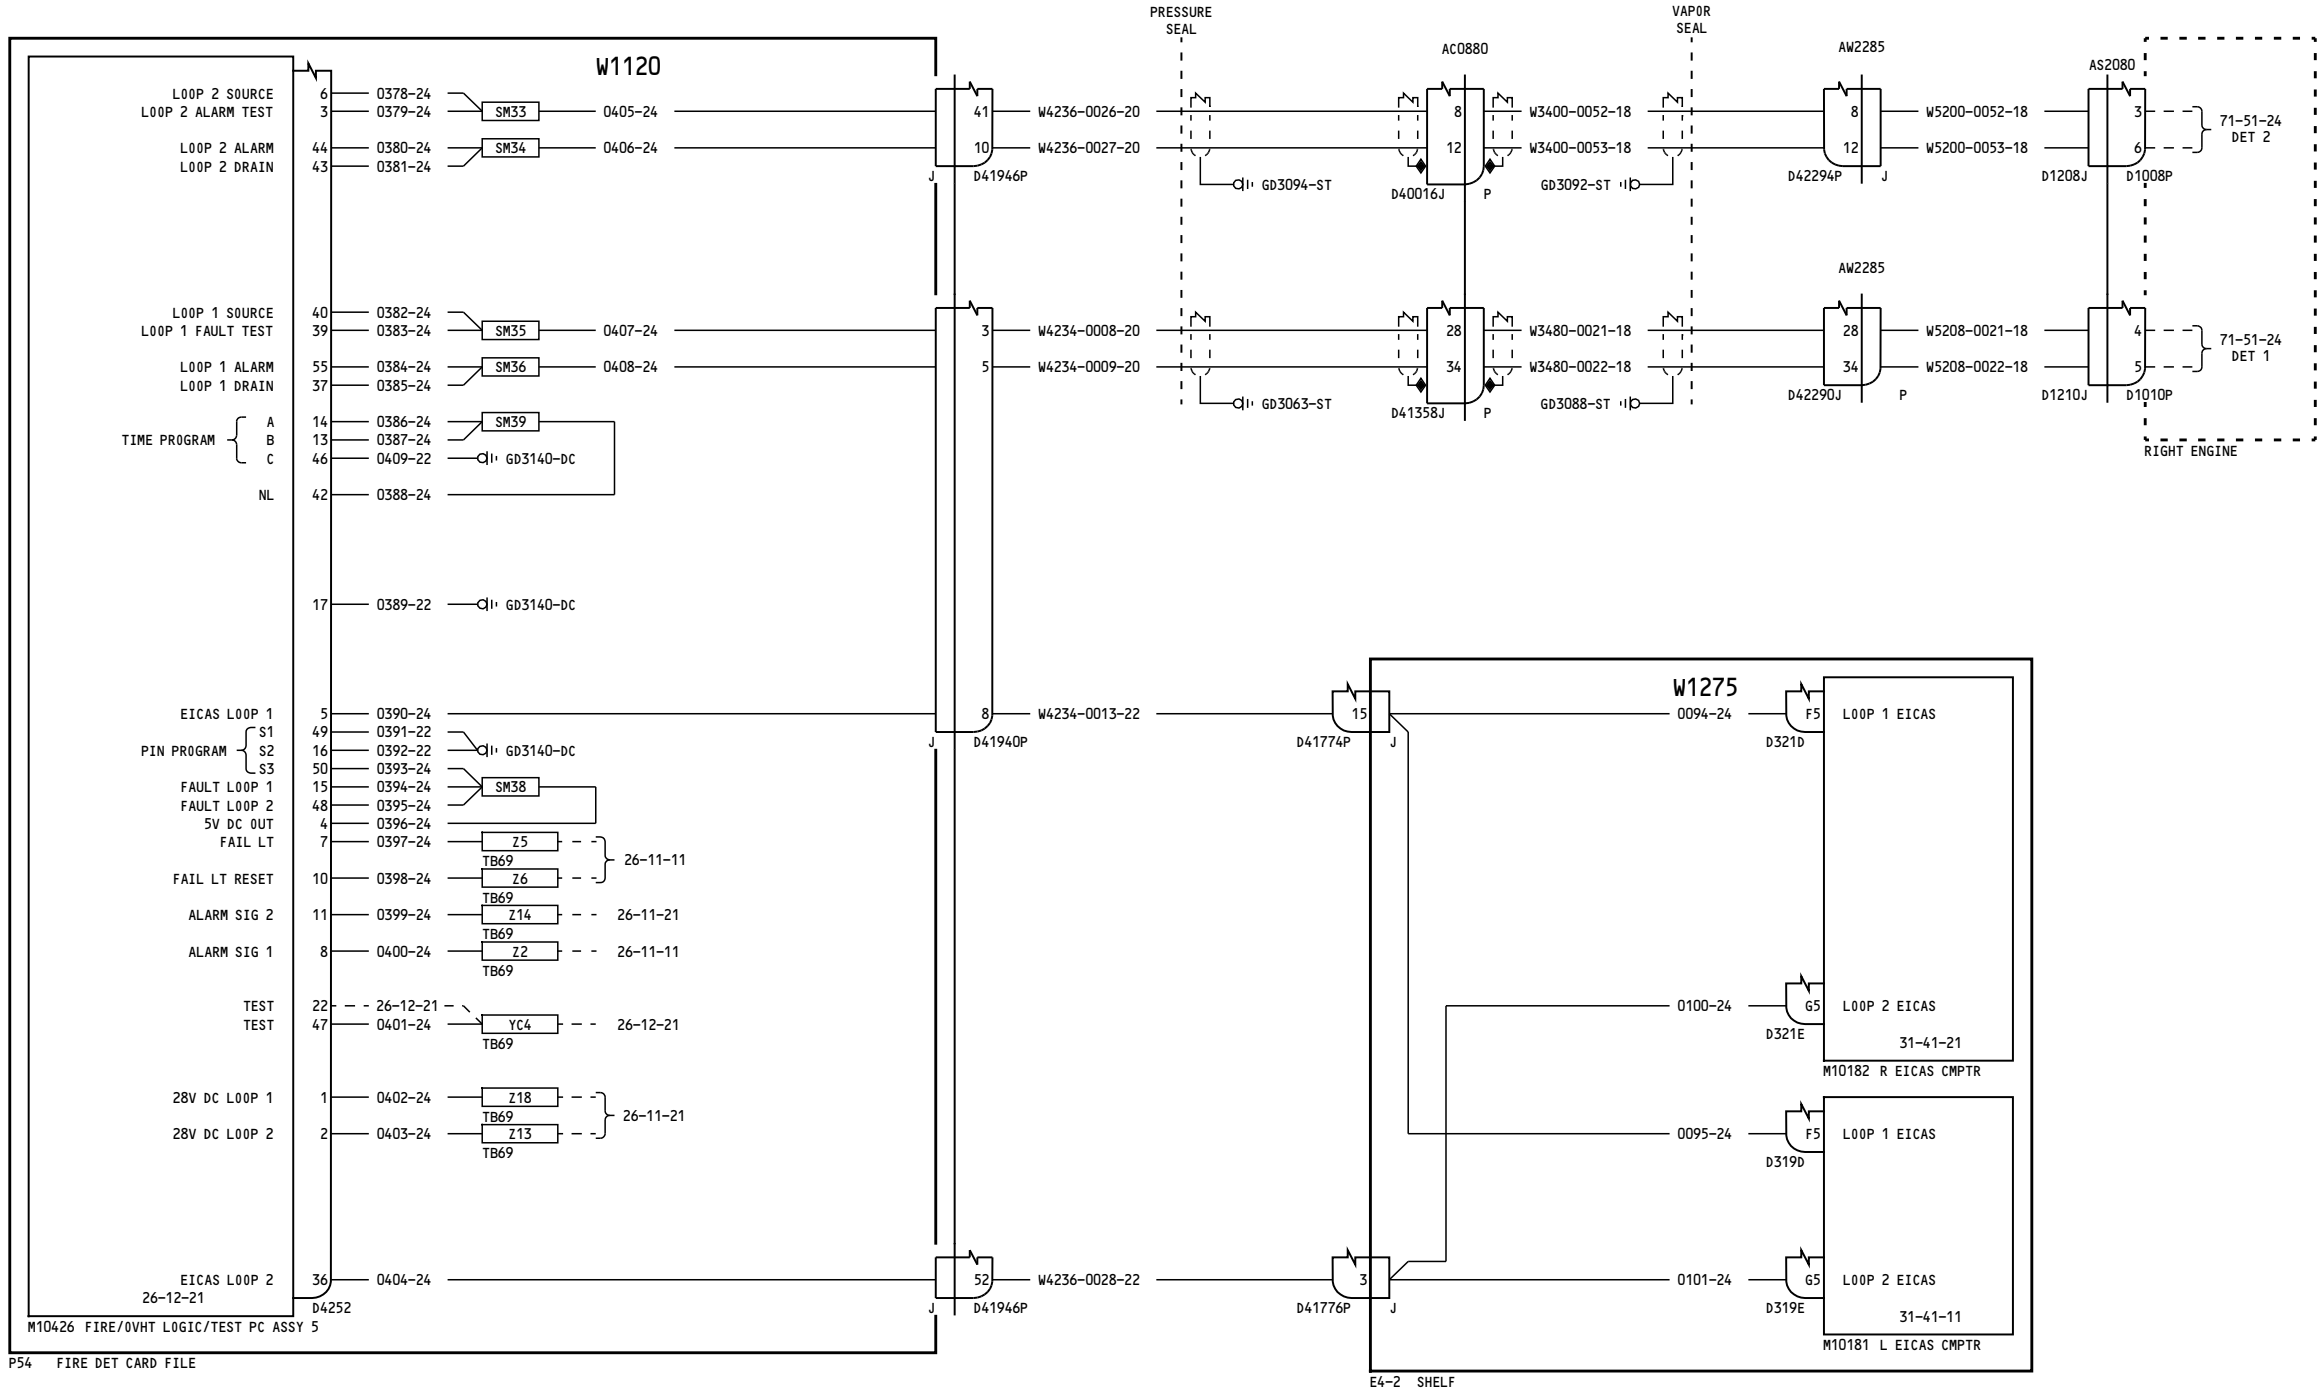 PRESSURE
SEAL
VAPOR
SEAL
W1120
AC0880
AW2285
AS2080
LOOP 2 SOURCE 6 0378-24
LOOP 2 ALARM TEST 3 0379-24 SM33 0405-24 41 W4236-0026-20 8 W3400-0052-18 8 W5200-0052-18 3
71-51-24
DET 2
LOOP 2 ALARM 44 0380-24 SM34 0406-24 10 W4236-0027-20 12 W3400-0053-18 12 W5200-0053-18 6
LOOP 2 DRAIN 43 0381-24
J D41946P D42294P J D1208J D1008P
GD3094-ST D40016J P GD3092-ST
AW2285
LOOP 1 SOURCE 40 0382-24
LOOP 1 FAULT TEST 39 0383-24 SM35 0407-24 3 W4234-0008-20 28 W3480-0021-18 28 W5208-0021-18 4
71-51-24
DET 1
LOOP 1 ALARM 55 0384-24 SM36 0408-24 5 W4234-0009-20 34 W3480-0022-18 34 W5208-0022-18 5
LOOP 1 DRAIN 37 0385-24
D42290J P D1210J D1010P
GD3063-ST D41358J P GD3088-ST
A 14 0386-24 SM39
TIME PROGRAM B 13 0387-24
C 46 0409-22 GD3140-DC
RIGHT ENGINE
NL 42 0388-24
17 0389-22 GD3140-DC
W1275
EICAS LOOP 1 5 0390-24 8 W4234-0013-22 15 0094-24 F5 LOOP 1 EICAS
J D41940P D41774P J D321D
S1 49 0391-22
PIN PROGRAM S2 16 0392-22 GD3140-DC
S3 50 0393-24
FAULT LOOP 1 15 0394-24 SM38
FAULT LOOP 2 48 0395-24
5V DC OUT 4 0396-24
FAIL LT 7 0397-24 Z5
TB69 26-11-11
FAIL LT RESET 10 0398-24 Z6
TB69
ALARM SIG 2 11 0399-24 Z14 26-11-21
TB69
ALARM SIG 1 8 0400-24 Z2 26-11-11
TB69
TEST 22 26-12-21
0100-24 G5 LOOP 2 EICAS
D321E
31-41-21
M10182 R EICAS CMPTR
TEST 47 0401-24 YC4 26-12-21
TB69
28V DC LOOP 1 1 0402-24 Z18
TB69 26-11-21
28V DC LOOP 2 2 0403-24 Z13
TB69
0095-24 F5 LOOP 1 EICAS
D319D
EICAS LOOP 2 36 0404-24 52 W4236-0028-22 3 0101-24 G5 LOOP 2 EICAS
26-12-21
D4252 J D41946P D41776P J D319E
31-41-11
M10426 FIRE/OVHT LOGIC/TEST PC ASSY 5
M10181 L EICAS CMPTR
P54 FIRE DET CARD FILE
E4-2 SHELF